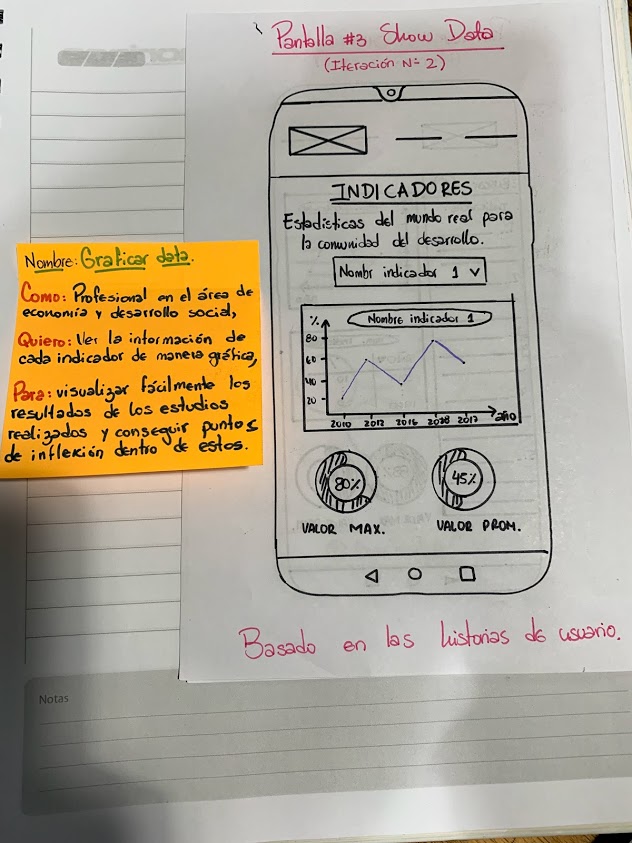 Pantalla #3 Show Data
(Iteración N° 2)
INDICADORES
Estadísticas del mundo real para
la comunidad del desarrollo.
Nombr indicador 1
%
Nombre indicador 1
80
60
40
20
2010 2012 2016 2017
año
80%
45%
VALOR MAX.
VALOR PROM.
Nombre: Graficar data.
Como: Profesional en el área de
economía y desarrollo social,
Quiero: Ver la información de
cada indicador de manera gráfica,
Para: visualizar fácilmente los
resultados de los estudios
realizados y conseguir puntos
de inflexión dentro de estos.
Basado en las historias de usuario.
Notas